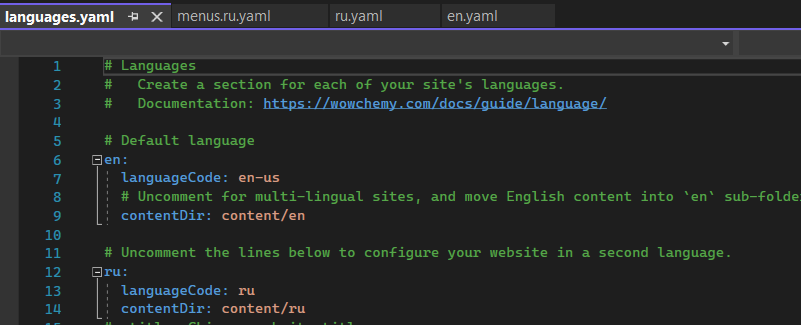 languages.yaml menus.ru.yaml ru.yaml en.yaml
1 # Languages
2 #   Create a section for each of your site's languages.
3 #   Documentation: https://wowchemy.com/docs/guide/language/
4
5 # Default language
6 en:
7   languageCode: en-us
8   # Uncomment for multi-lingual sites, and move English content into `en` sub-folde
9   contentDir: content/en
10
11 # Uncomment the lines below to configure your website in a second language.
12 ru:
13   languageCode: ru
14   contentDir: content/ru